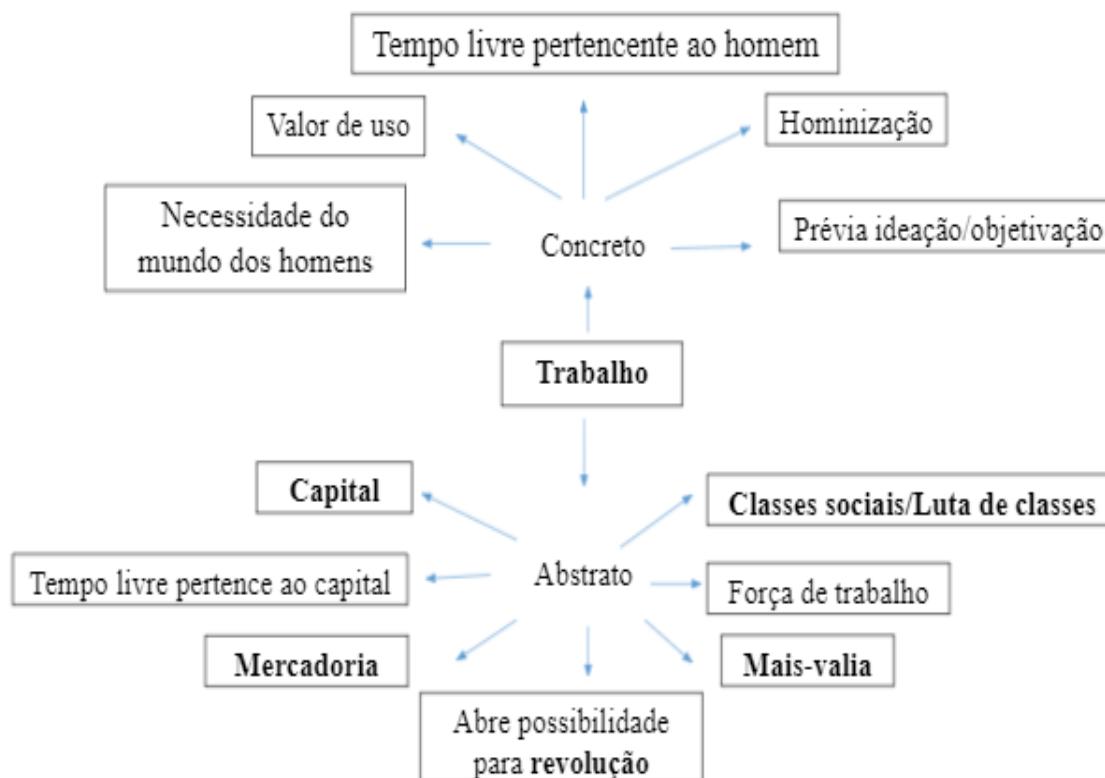 Tempo livre pertencente ao homem
Valor de uso
Hominização
Necessidade do
mundo dos homens
Concreto
Prévia ideação/objetivação
Trabalho
Capital
Classes sociais/Luta de classes
Tempo livre pertence ao capital
Abstrato
Força de trabalho
Mercadoria
Mais-valia
Abre possibilidade
para revolução